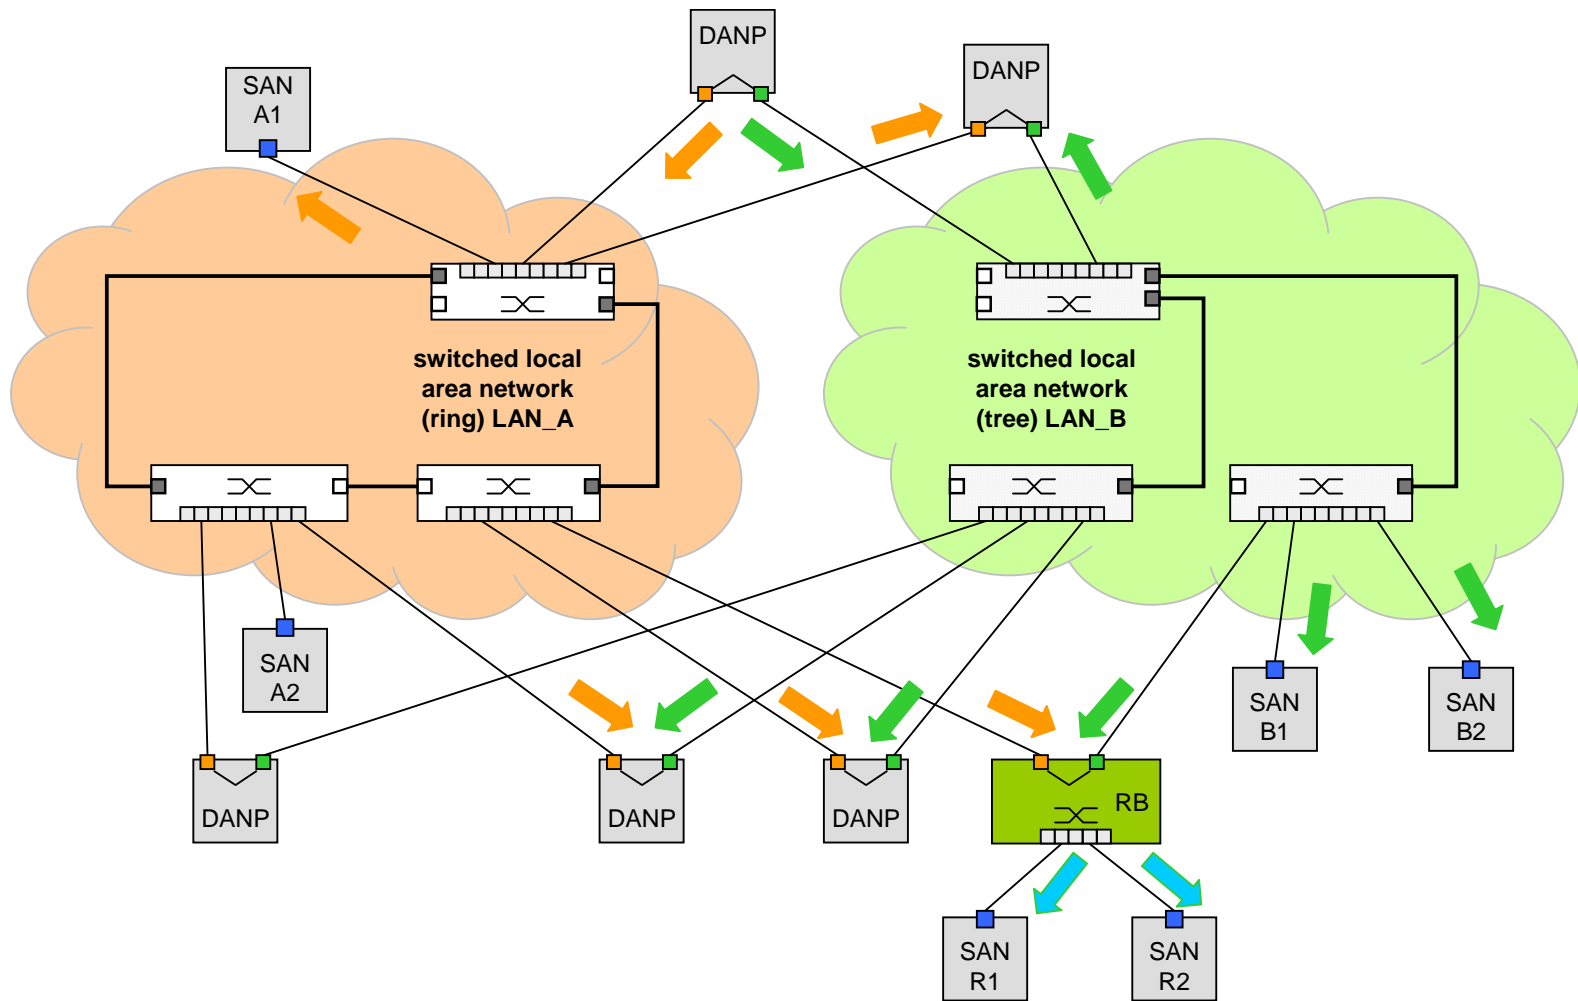 DANP
DANP
SAN
A1
switched local
area network
(ring) LAN_A
switched local
area network
(tree) LAN_B
SAN
A2
SAN
B1
SAN
B2
DANP
DANP
DANP
RB
SAN
R1
SAN
R2